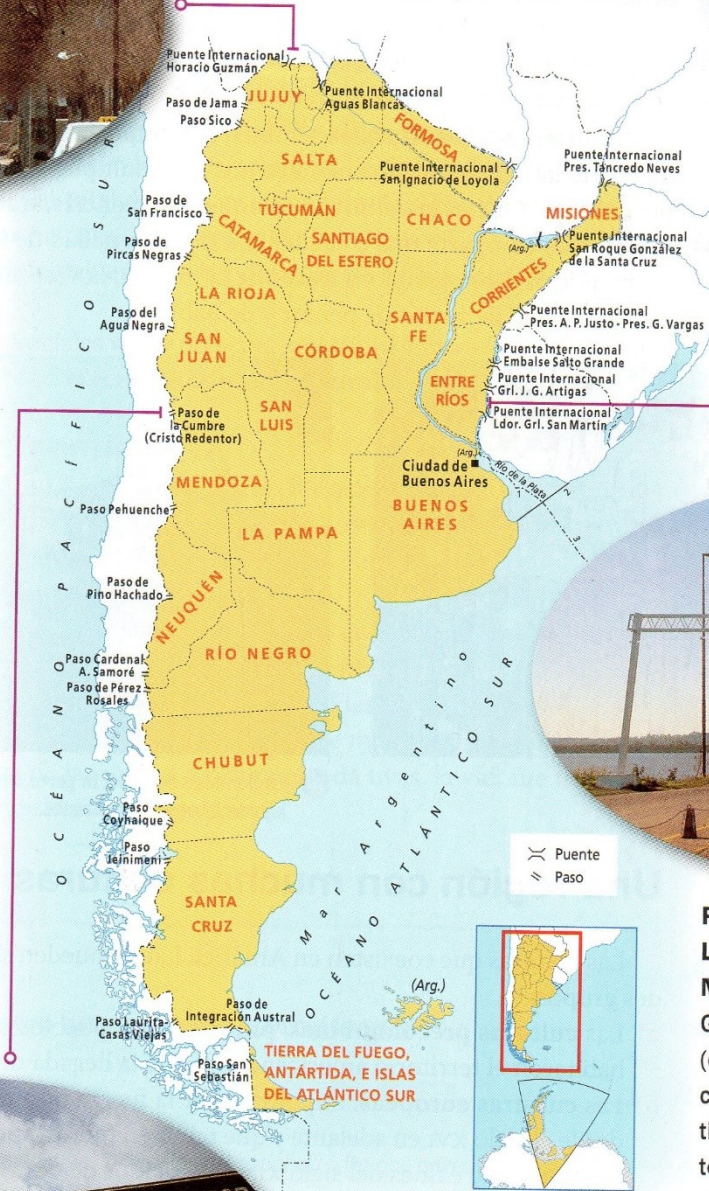 Puente Internacional
Horacio Guzmán
JUJUY
Puente Internacional
Aguas Blancas
Paso de Jama
Paso Sico
FORMOSA
SALTA
Puente Internacional
San Ignacio de Loyola
Puente Internacional
Pres. Tancredo Neves
Paso de
San Francisco
TUCUMÁN
CHACO
MISIONES
CATAMARCA
SANTIAGO
DEL ESTERO
Paso de
Pircas Negras
(Arg.)
Puente Internacional
San Roque González
de la Santa Cruz
CORRIENTES
LA RIOJA
Paso del
Agua Negra
SANTA
FE
Puente Internacional
Pres. A. P. Justo - Pres. G. Vargas
SAN
JUAN
CÓRDOBA
Puente Internacional
Embalse Salto Grande
ENTRE
RÍOS
Puente Internacional
Grl. J. G. Artigas
SAN
LUIS
Paso de
la Cumbre
(Cristo Redentor)
Puente Internacional
Ldor. Grl. San Martín
(Arg.)
Ciudad de
Buenos Aires
Río de la Plata
1
2
3
MENDOZA
BUENOS
AIRES
Paso Pehuenche
LA PAMPA
Paso de
Pino Hachado
NEUQUÉN
RÍO NEGRO
Paso Cardenal
A. Samoré
Paso de Pérez
Rosales
OCÉANO PACÍFICO SUR
Mar Argentino
OCÉANO ATLÁNTICO SUR
CHUBUT
Paso
Coyhaique
Paso
Jeinimeni
Puente
Paso
Una región con muchas
SANTA
CRUZ
(Arg.)
Paso de
Integración Austral
Paso Laurita-
Casas Viejas
Paso San
Sebastián
TIERRA DEL FUEGO,
ANTÁRTIDA, E ISLAS
DEL ATLÁNTICO SUR